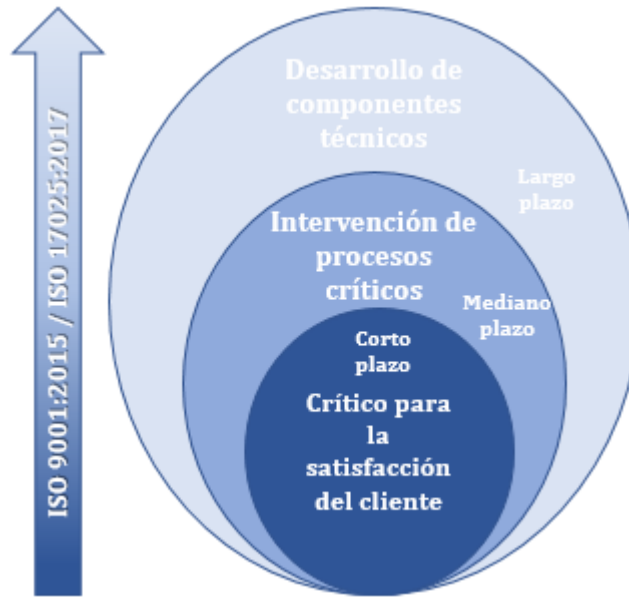 ISO 9001:2015 / ISO 17025:2017
Desarrollo de
componentes
técnicos
Largo
plazo
Intervención de
procesos
críticos
Mediano
plazo
Corto
plazo
Crítico para
la
satisfacción
del cliente